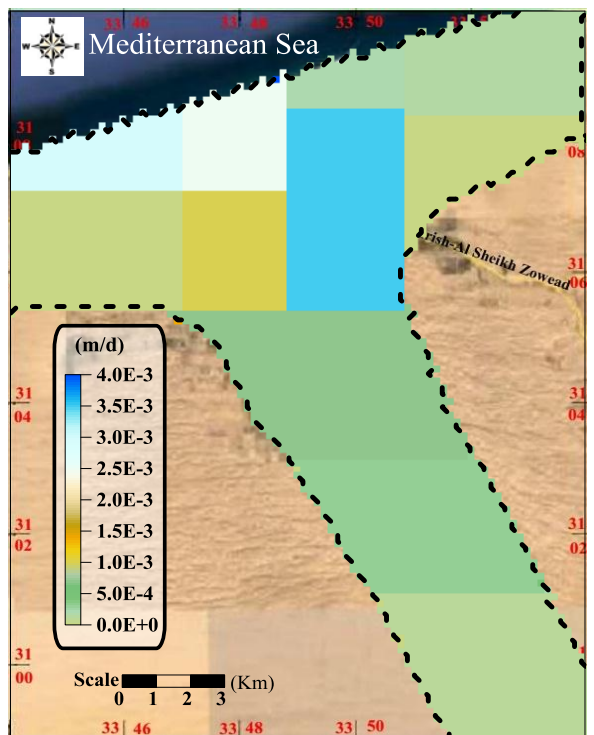 33 46 33 48 33 50
N
W E
S
Mediterranean Sea
31
08
31
06
rish-Al Sheikh Zowead
(m/d)
4.0E-3
3.5E-3
3.0E-3
2.5E-3
2.0E-3
1.5E-3
1.0E-3
5.0E-4
0.0E+0
31
04
31
04
31
02
31
02
31
00
Scale
0 1 2 3
(Km)
33 46 33 48 33 50